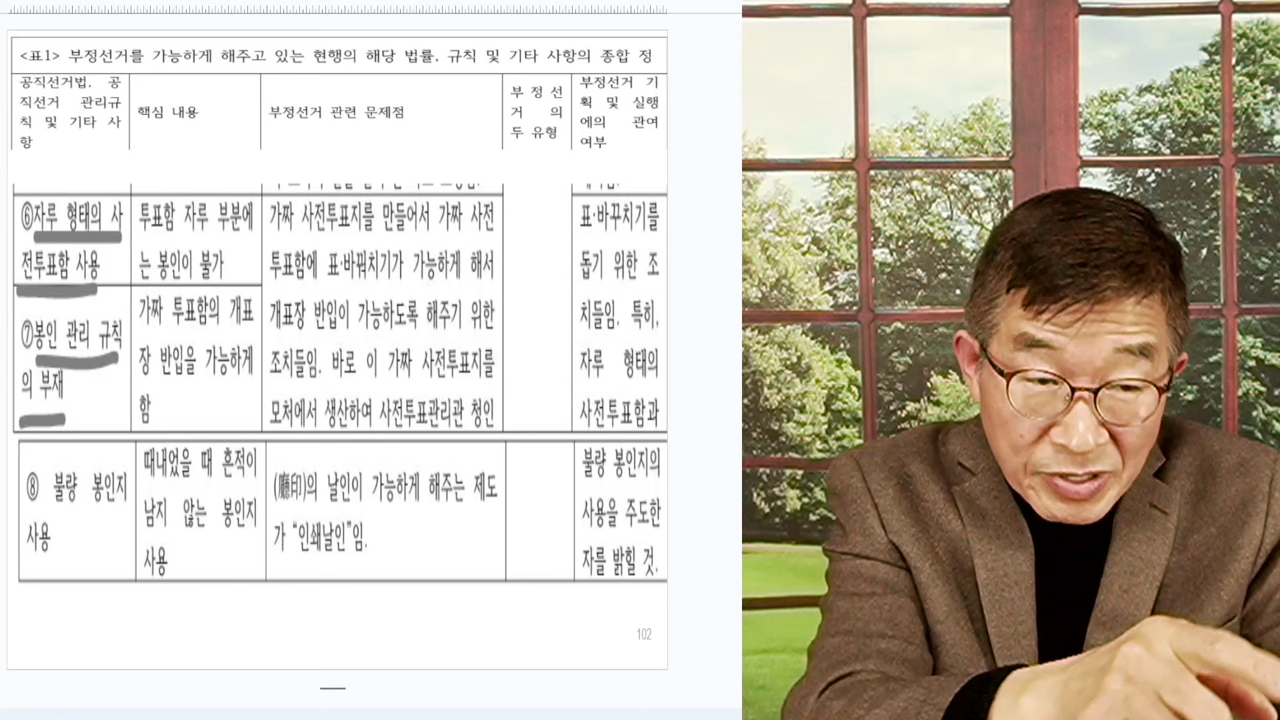 <표1> 부정선거를 가능하게 해주고 있는 현행의 해당 법률, 규칙 및 기타 사항의 종합 정
공직선거법, 공
직선거 관리규
칙 및 기타 사
항
핵심 내용
부정선거 관련 문제점
부 정 선
거 의
두 유형
부정선거 기
획 및 실행
에의 관여
여부
⑥자루 형태의 사
전투표함 사용
투표함 자루 부분에
는 봉인이 불가
⑦봉인 관리 규칙
의 부재
가짜 투표함의 개표
장 반입을 가능하게
함
가짜 사전투표지를 만들어서 가짜 사전
투표함에 표·바꿔치기가 가능하게 해서
개표장 반입이 가능하도록 해주기 위한
조치들임. 바로 이 가짜 사전투표지를
모처에서 생산하여 사전투표관리관 청인
표·바꾸치기를
돕기 위한 조
치들임. 특히,
자루 형태의
사전투표함과
⑧ 불량 봉인지
사용
때내었을 때 흔적이
남지 않는 봉인지
사용
(廳印)의 날인이 가능하게 해주는 제도
가 “인쇄날인”임.
불량 봉인지의
사용을 주도한
자를 밝힐 것.
102